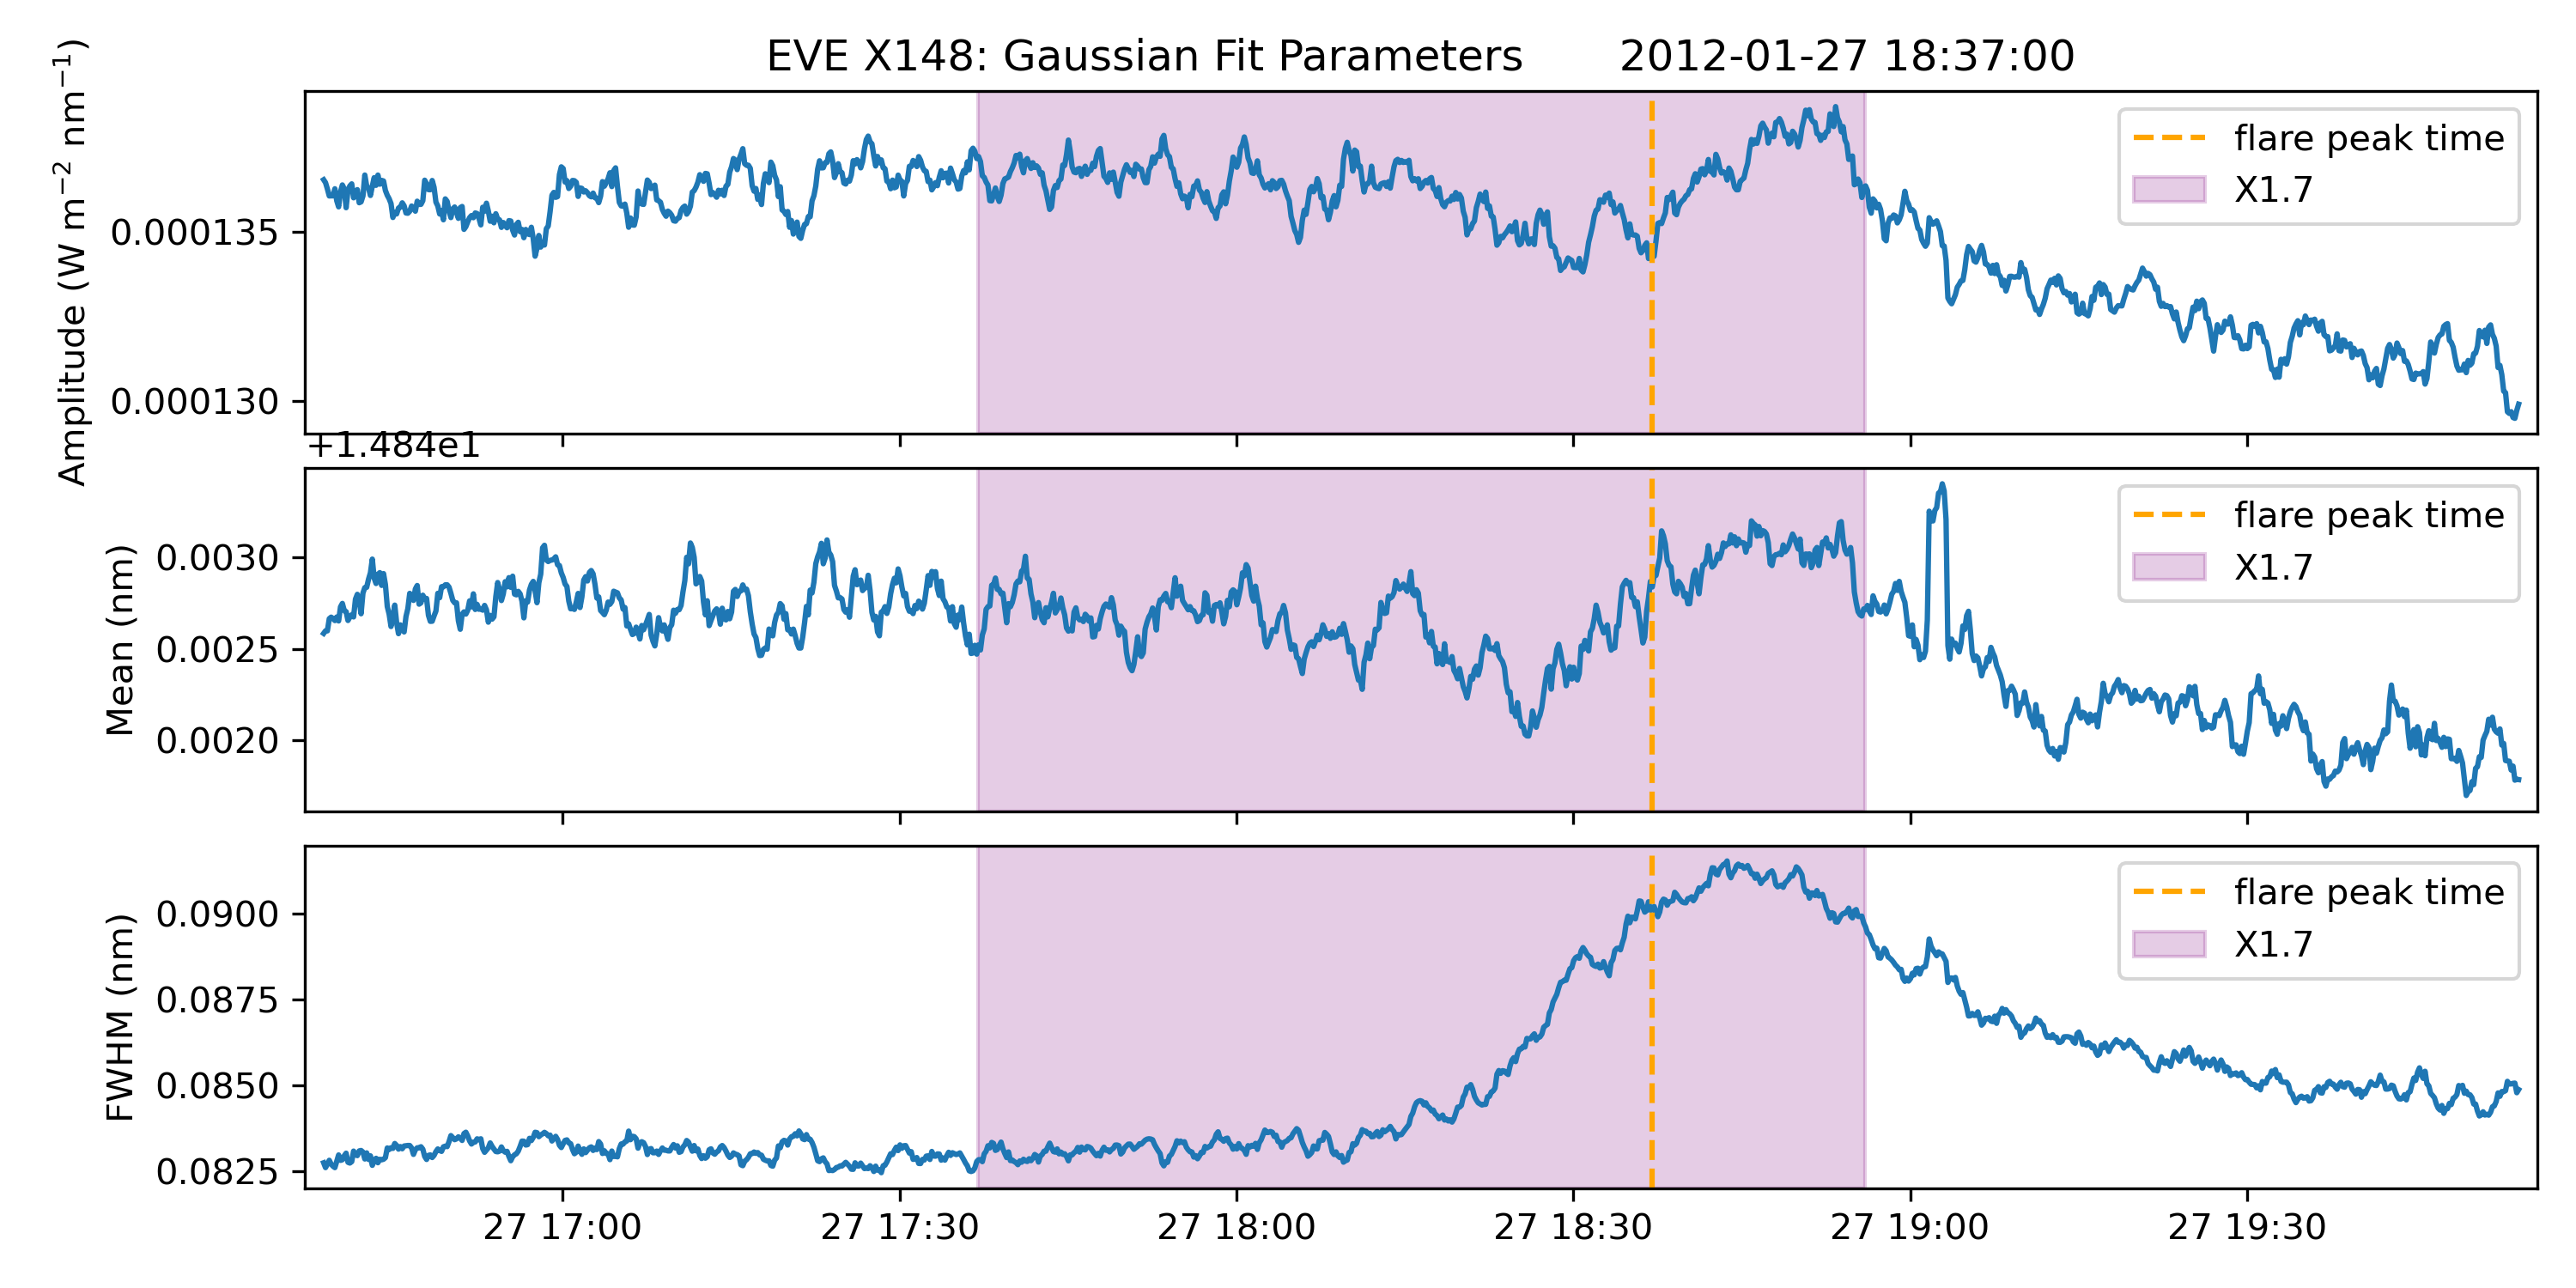 EVE X148: Gaussian Fit Parameters 2012-01-27 18:37:00
Amplitude (W m⁻² nm⁻¹)
0.000135
0.000130
flare peak time
X1.7
+1.484e1
Mean (nm)
0.0030
0.0025
0.0020
flare peak time
X1.7
FWHM (nm)
0.0900
0.0875
0.0850
0.0825
flare peak time
X1.7
27 17:00 27 17:30 27 18:00 27 18:30 27 19:00 27 19:30